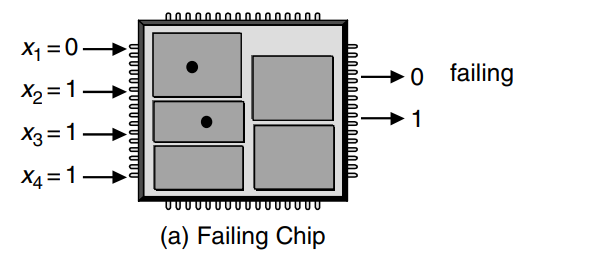 x₁ = 0
x₂ = 1
x₃ = 1
x₄ = 1
0 failing
1
(a) Failing Chip